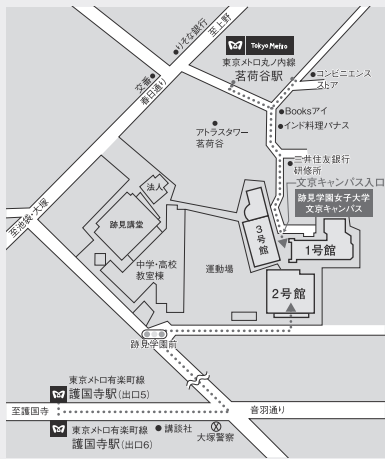 至上野
りそな銀行
Tokyo Metro
東京メトロ丸ノ内線
茗荷谷駅
コンビニエンス
ストア
交番
春日通り
Booksアイ
インド料理バナス
アトラスタワー
茗荷谷
三井住友銀行
研修所
文京キャンパス入口
跡見学園女子大学
文京キャンパス
法人
跡見講堂
至池袋・大塚
3号館
1号館
中学・高校
教室棟
運動場
2号館
跡見学園前
東京メトロ有楽町線
護国寺駅(出口5)
至護国寺
音羽通り
東京メトロ有楽町線
護国寺駅(出口6)
講談社
大塚警察